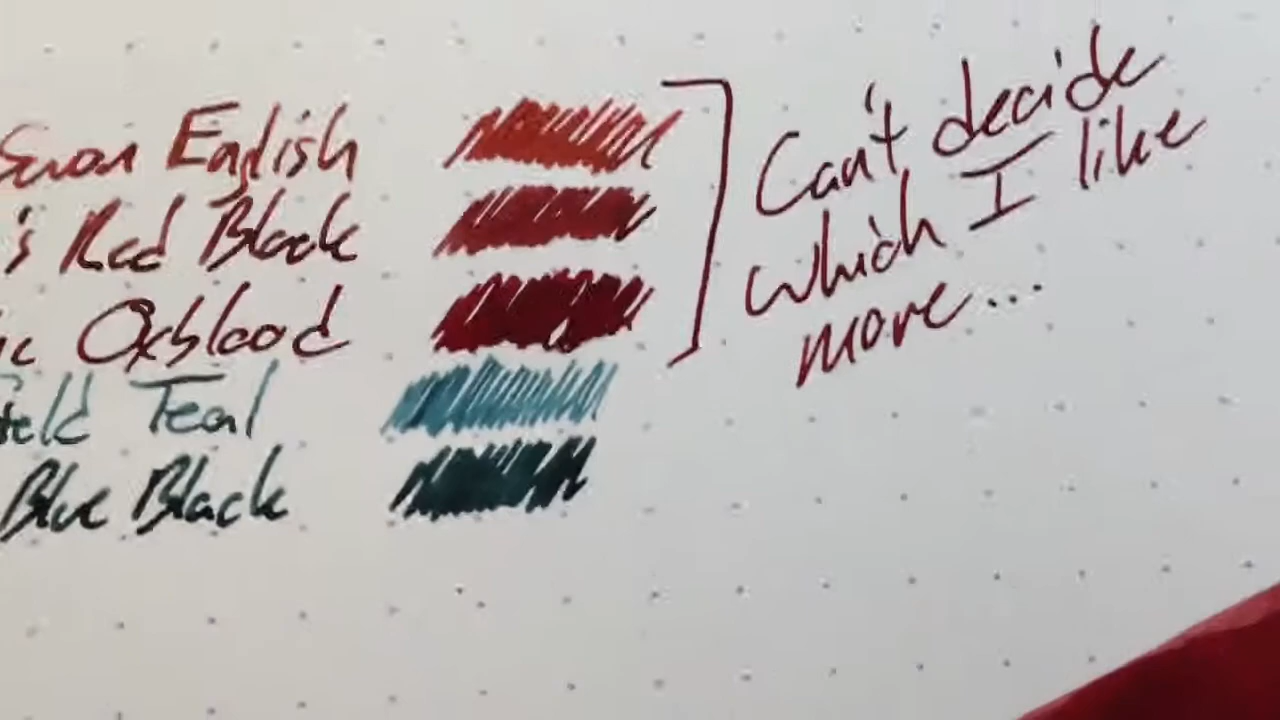 English
's Red Black
Oxblood
Teal
Blue Black
Can't decide
which I like
more...